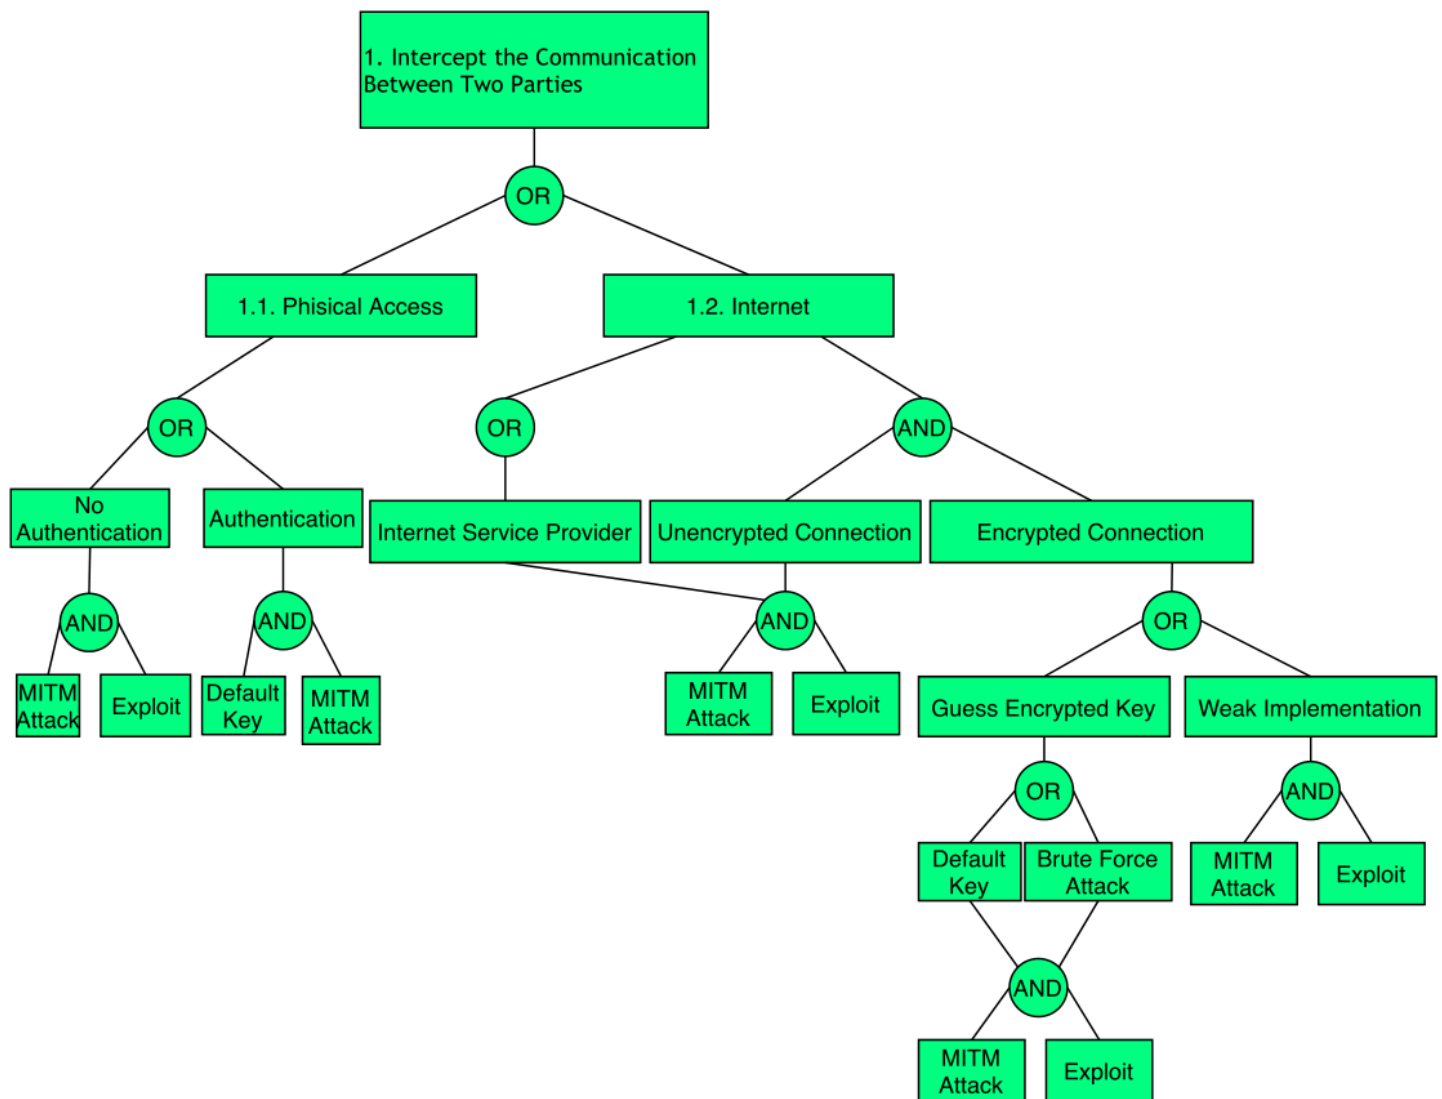 1. Intercept the Communication
Between Two Parties
OR
1.1. Phisical Access
1.2. Internet
OR
OR
AND
No
Authentication
Authentication
Internet Service Provider
Unencrypted Connection
Encrypted Connection
AND
AND
AND
OR
MITM
Attack
Exploit
Default
Key
MITM
Attack
MITM
Attack
Exploit
Guess Encrypted Key
Weak Implementation
OR
AND
Default
Key
Brute Force
Attack
MITM
Attack
Exploit
AND
MITM
Attack
Exploit